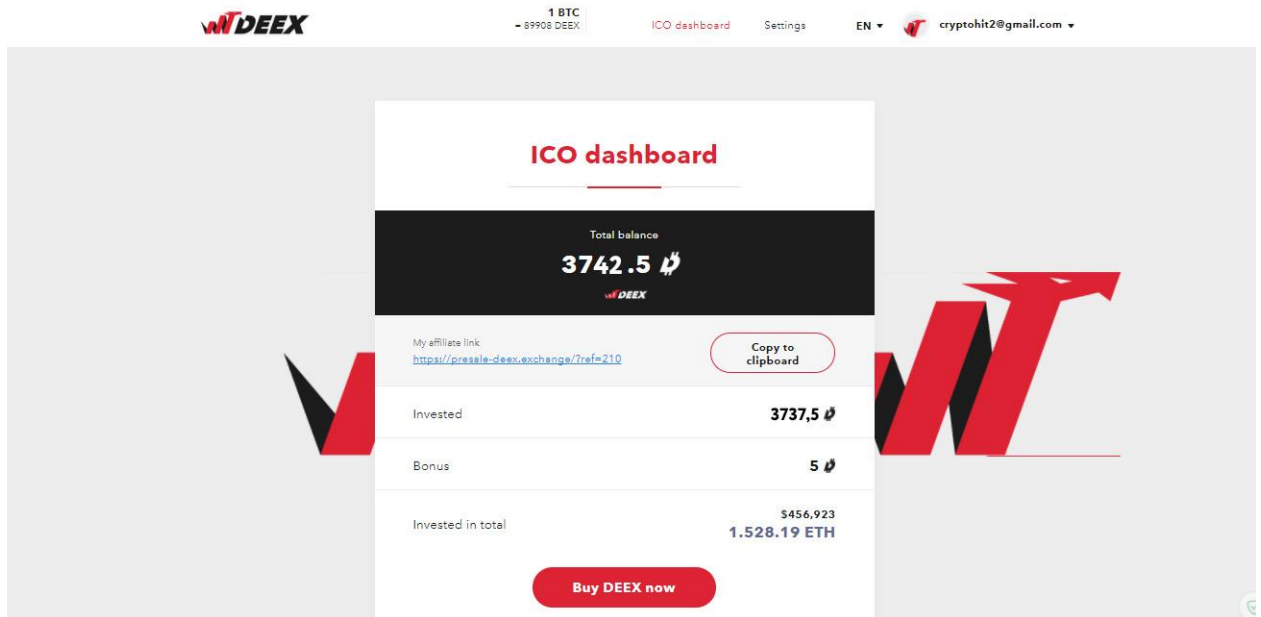 DEEX
1 BTC
= 89908 DEEX
ICO dashboard
Settings
EN
cryptohit2@gmail.com
ICO dashboard
Total balance
3742.5
DEEX
My affiliate link
https://presale-deex.exchange/?ref=210
Copy to
clipboard
Invested
3737,5
Bonus
5
Invested in total
$456,923
1.528.19 ETH
Buy DEEX now